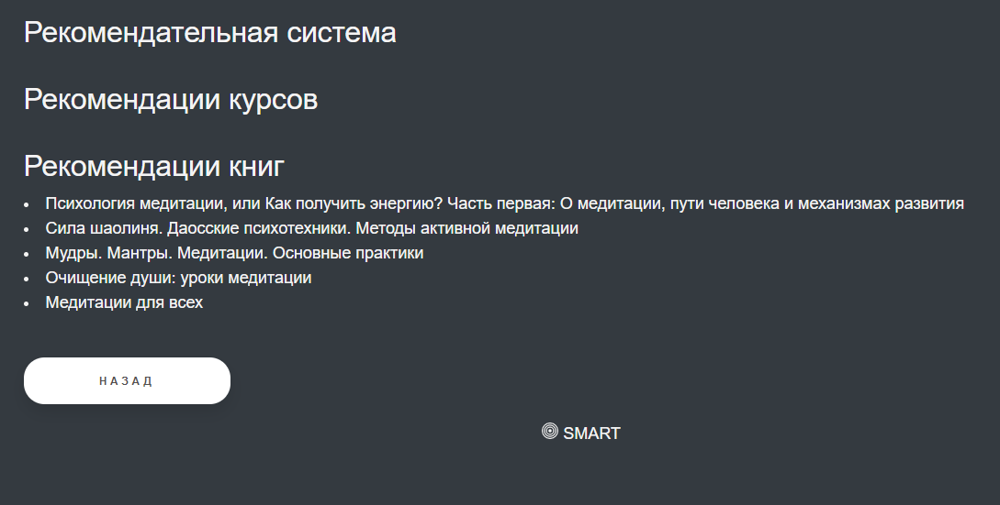 Рекомендательная система
Рекомендации курсов
Рекомендации книг
Психология медитации, или Как получить энергию? Часть первая: О медитации, пути человека и механизмах развития
Сила шаолиня. Даосские психотехники. Методы активной медитации
Мудры. Мантры. Медитации. Основные практики
Очищение души: уроки медитации
Медитации для всех
НАЗАД
SMART